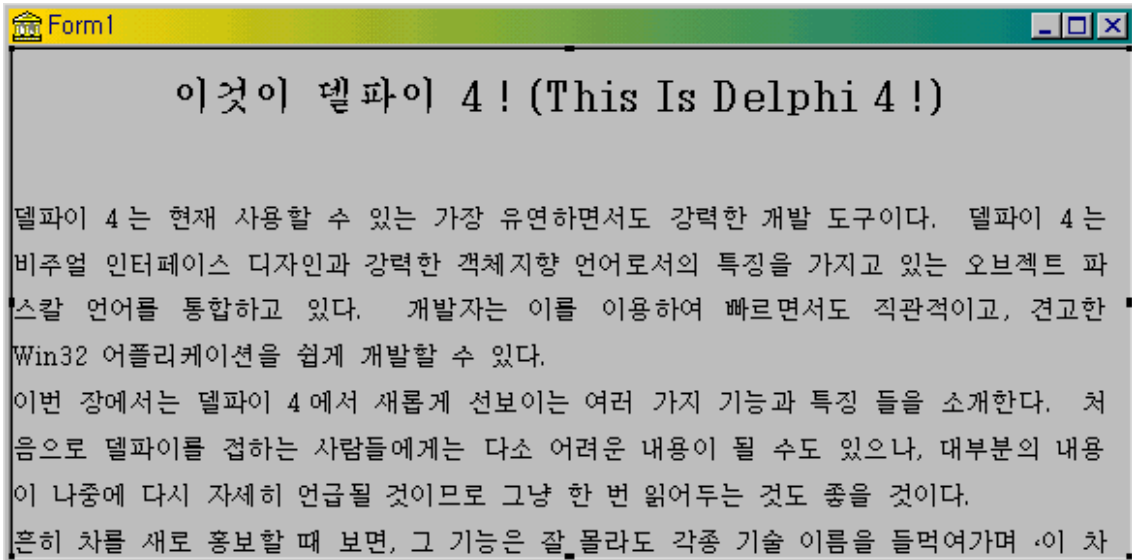 Form1
이것이 델파이 4 ! (This Is Delphi 4 !)
델파이 4 는 현재 사용할 수 있는 가장 유연하면서도 강력한 개발 도구이다. 델파이 4 는
비주얼 인터페이스 디자인과 강력한 객체지향 언어로서의 특징을 가지고 있는 오브젝트 파
스칼 언어를 통합하고 있다. 개발자는 이를 이용하여 빠르면서도 직관적이고, 견고한
Win32 어플리케이션을 쉽게 개발할 수 있다.
이번 장에서는 델파이 4 에서 새롭게 선보이는 여러 가지 기능과 특징 들을 소개한다. 처
음으로 델파이를 접하는 사람들에게는 다소 어려운 내용이 될 수도 있으나, 대부분의 내용
이 나중에 다시 자세히 언급될 것이므로 그냥 한 번 읽어두는 것도 좋을 것이다.
흔히 차를 새로 홍보할 때 보면, 그 기능은 잘 몰라도 각종 기술 이름을 들먹여가며 ·이 차